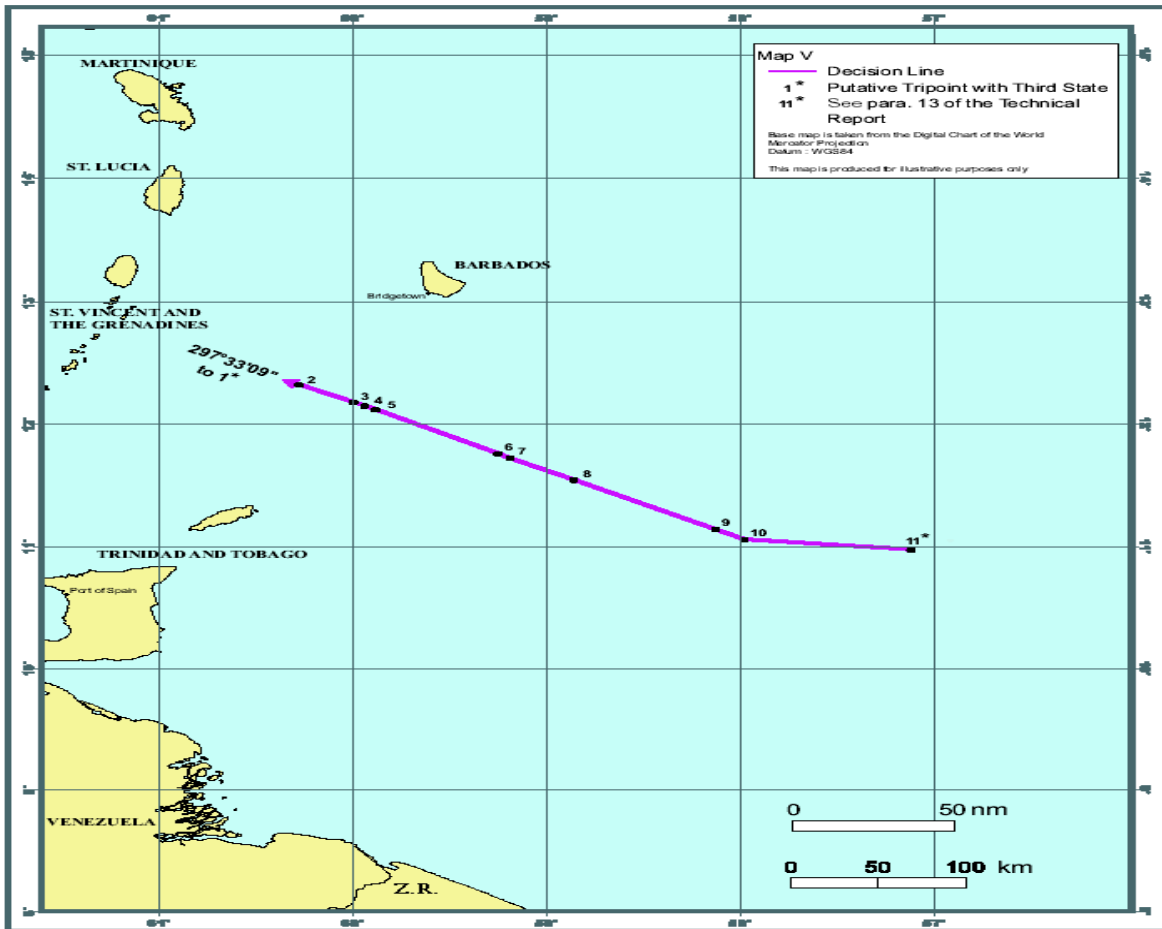 Map V
Decision Line
1* Putative Tripoint with Third State
11* See para. 13 of the Technical
Report
Base map is taken from the Digital Chart of the World
Mercator Projection
Datum : WGS84
This map is produced for illustrative purposes only
MARTINIQUE
ST. LUCIA
BARBADOS
Bridgetown
ST. VINCENT AND
THE GRENADINES
297°33'09"
to 1*
2
3
4
5
6
7
8
9
10
11*
TRINIDAD AND TOBAGO
Port of Spain
VENEZUELA
Z.R.
0 50 nm
0 50 100 km
57°